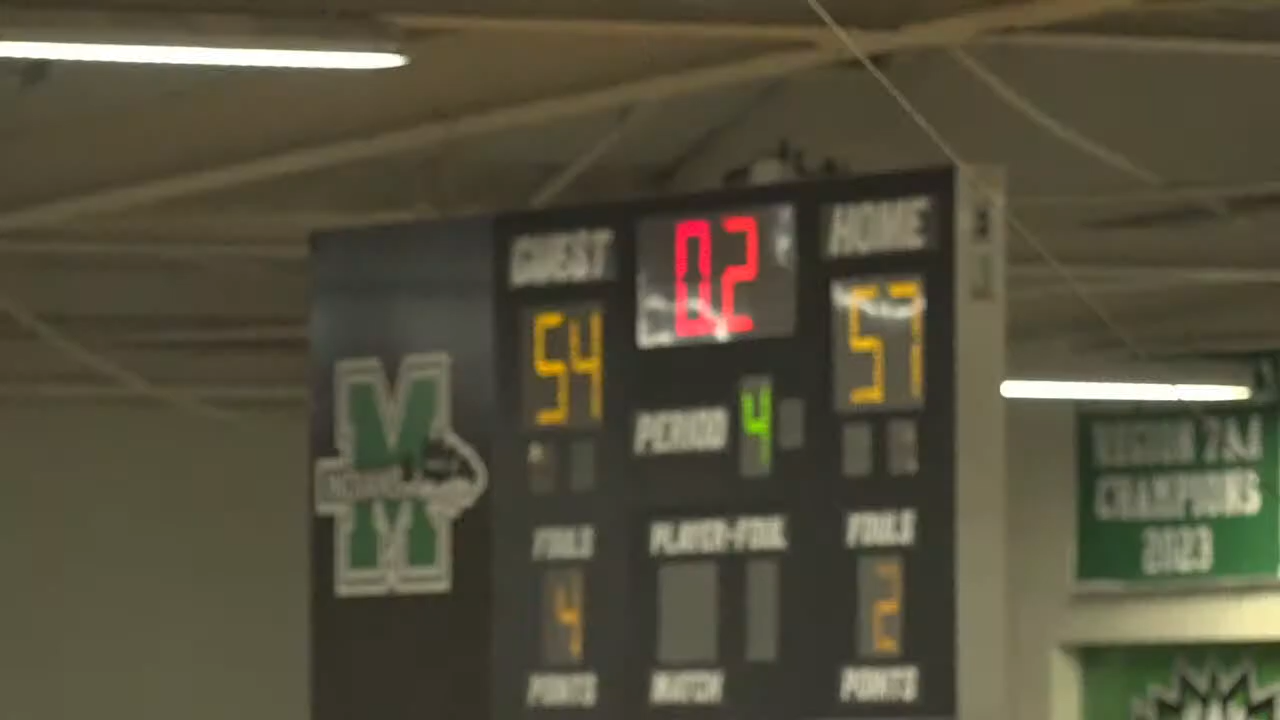 GUEST
02
HOME
54
57
PERIOD 4
FOULS
PLAYER-FOUL
FOULS
4
2
POINTS
MATCH
POINTS
M
CHAMPIONS
2023